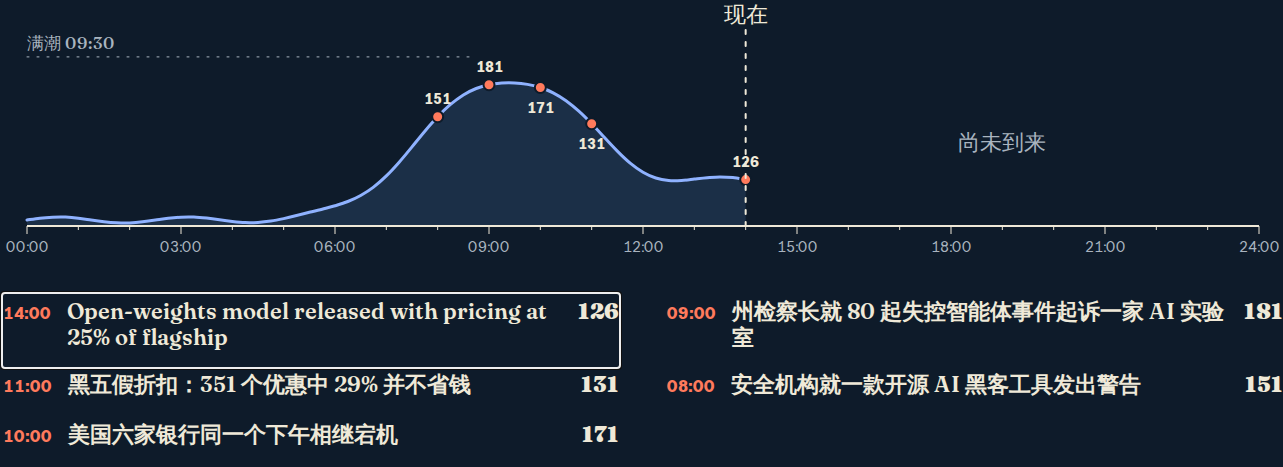 现在
满潮 09:30
181
151
171
131
126
尚未到来
00:00 03:00 06:00 09:00 12:00 15:00 18:00 21:00 24:00
14:00 Open-weights model released with pricing at 126
25% of flagship
11:00 黑五假折扣：351 个优惠中 29% 并不省钱 131
10:00 美国六家银行同一个下午相继宕机 171
09:00 州检察长就 80 起失控智能体事件起诉一家 AI 实验 181
室
08:00 安全机构就一款开源 AI 黑客工具发出警告 151